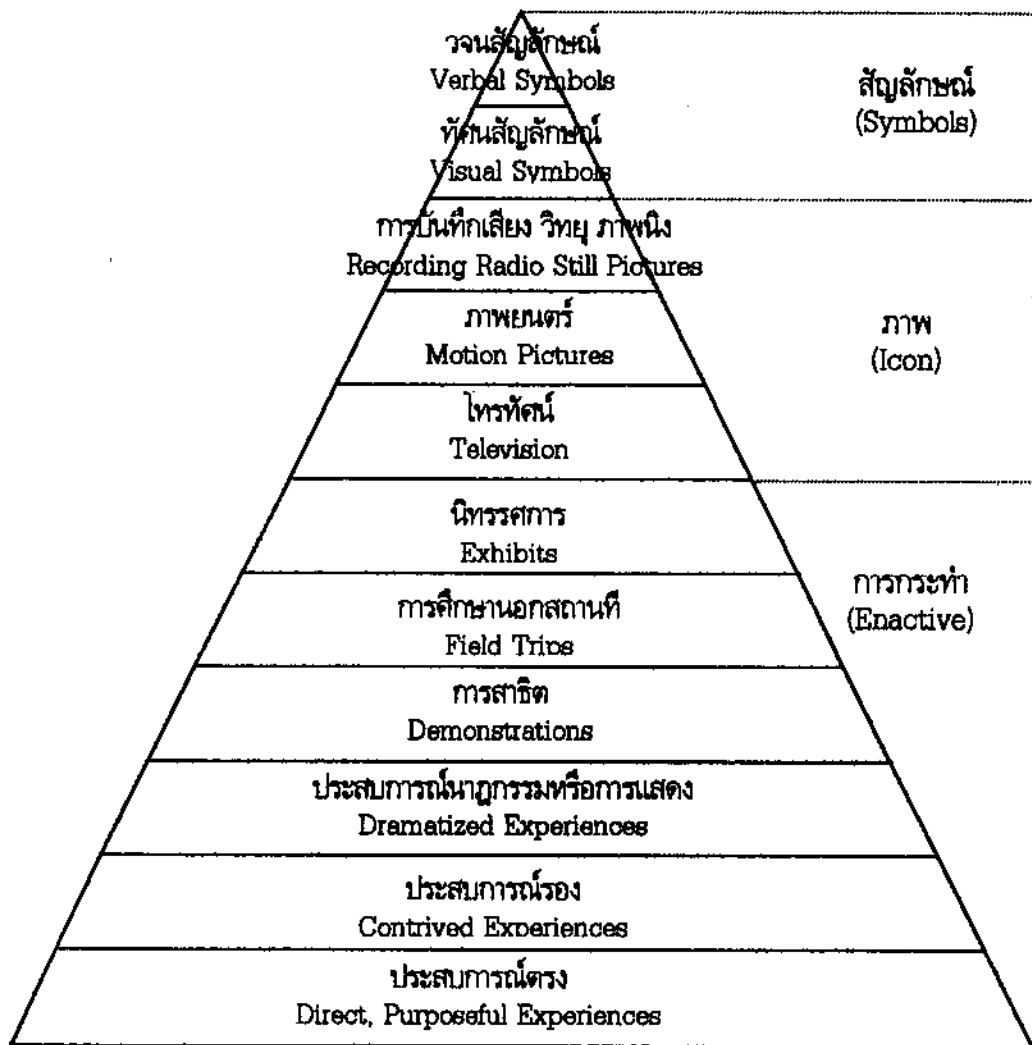 วจนสัญลักษณ์
Verbal Symbols
ทัศนสัญลักษณ์
Visual Symbols
สัญลักษณ์
(Symbols)
การบันทึกเสียง วิทยุ ภาพนิ่ง
Recording Radio Still Pictures
ภาพยนตร์
Motion Pictures
โทรทัศน์
Television
ภาพ
(Icon)
นิทรรศการ
Exhibits
การศึกษานอกสถานที่
Field Trips
การสาธิต
Demonstrations
ประสบการณ์นาฏกรรมหรือการแสดง
Dramatized Experiences
ประสบการณ์รอง
Contrived Experiences
ประสบการณ์ตรง
Direct, Purposeful Experiences
การกระทำ
(Enactive)